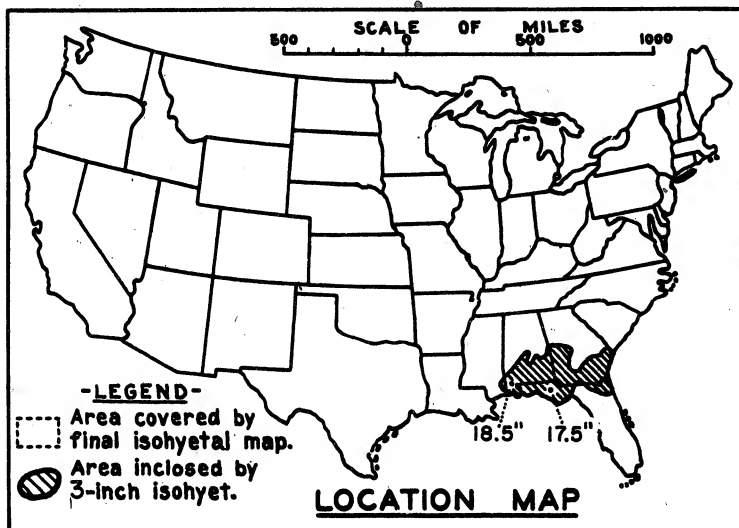 SCALE OF MILES
500 0 500 1000
-LEGEND-
Area covered by
final isohyetal map.
Area inclosed by
3-inch isohyet.
18.5" 17.5"
LOCATION MAP